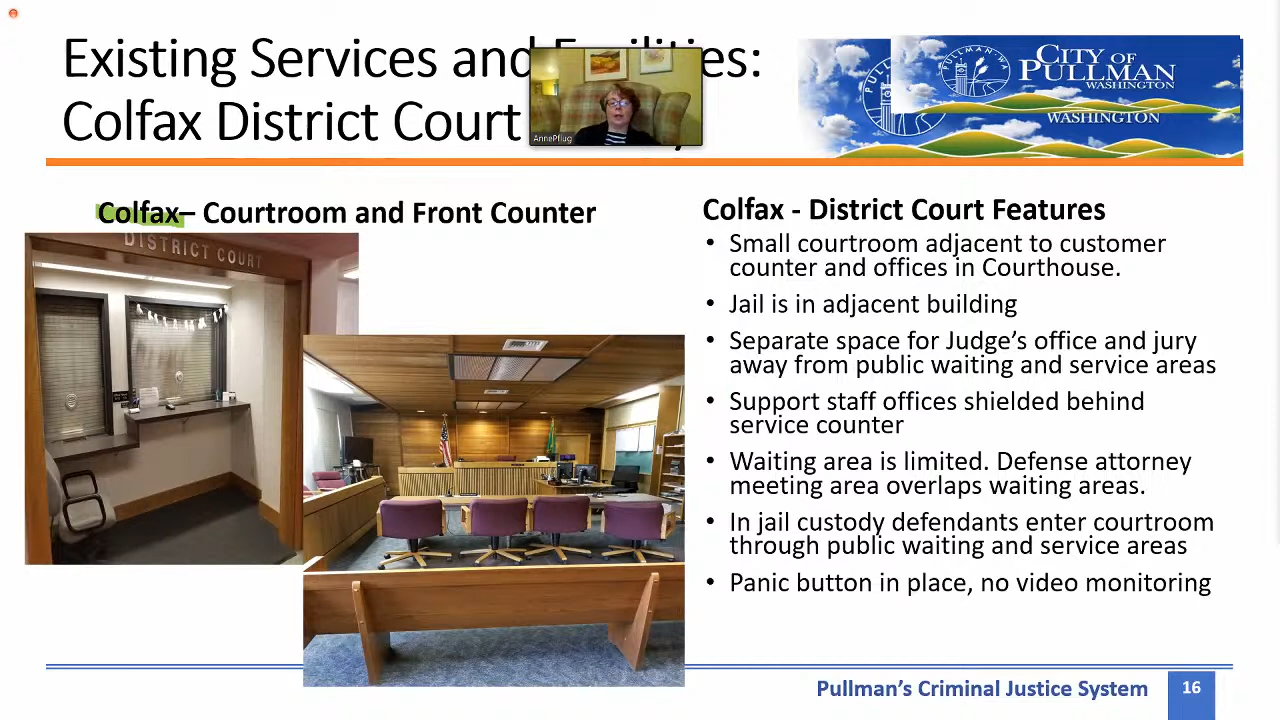 Existing Services and Facilities:
Colfax District Court
AnnePflug
CITY OF
PULLMAN
WASHINGTON
WASHINGTON
Colfax– Courtroom and Front Counter
DISTRICT COURT
Colfax - District Court Features
• Small courtroom adjacent to customer
counter and offices in Courthouse.
• Jail is in adjacent building
• Separate space for Judge’s office and jury
away from public waiting and service areas
• Support staff offices shielded behind
service counter
• Waiting area is limited. Defense attorney
meeting area overlaps waiting areas.
• In jail custody defendants enter courtroom
through public waiting and service areas
• Panic button in place, no video monitoring
Pullman’s Criminal Justice System
16